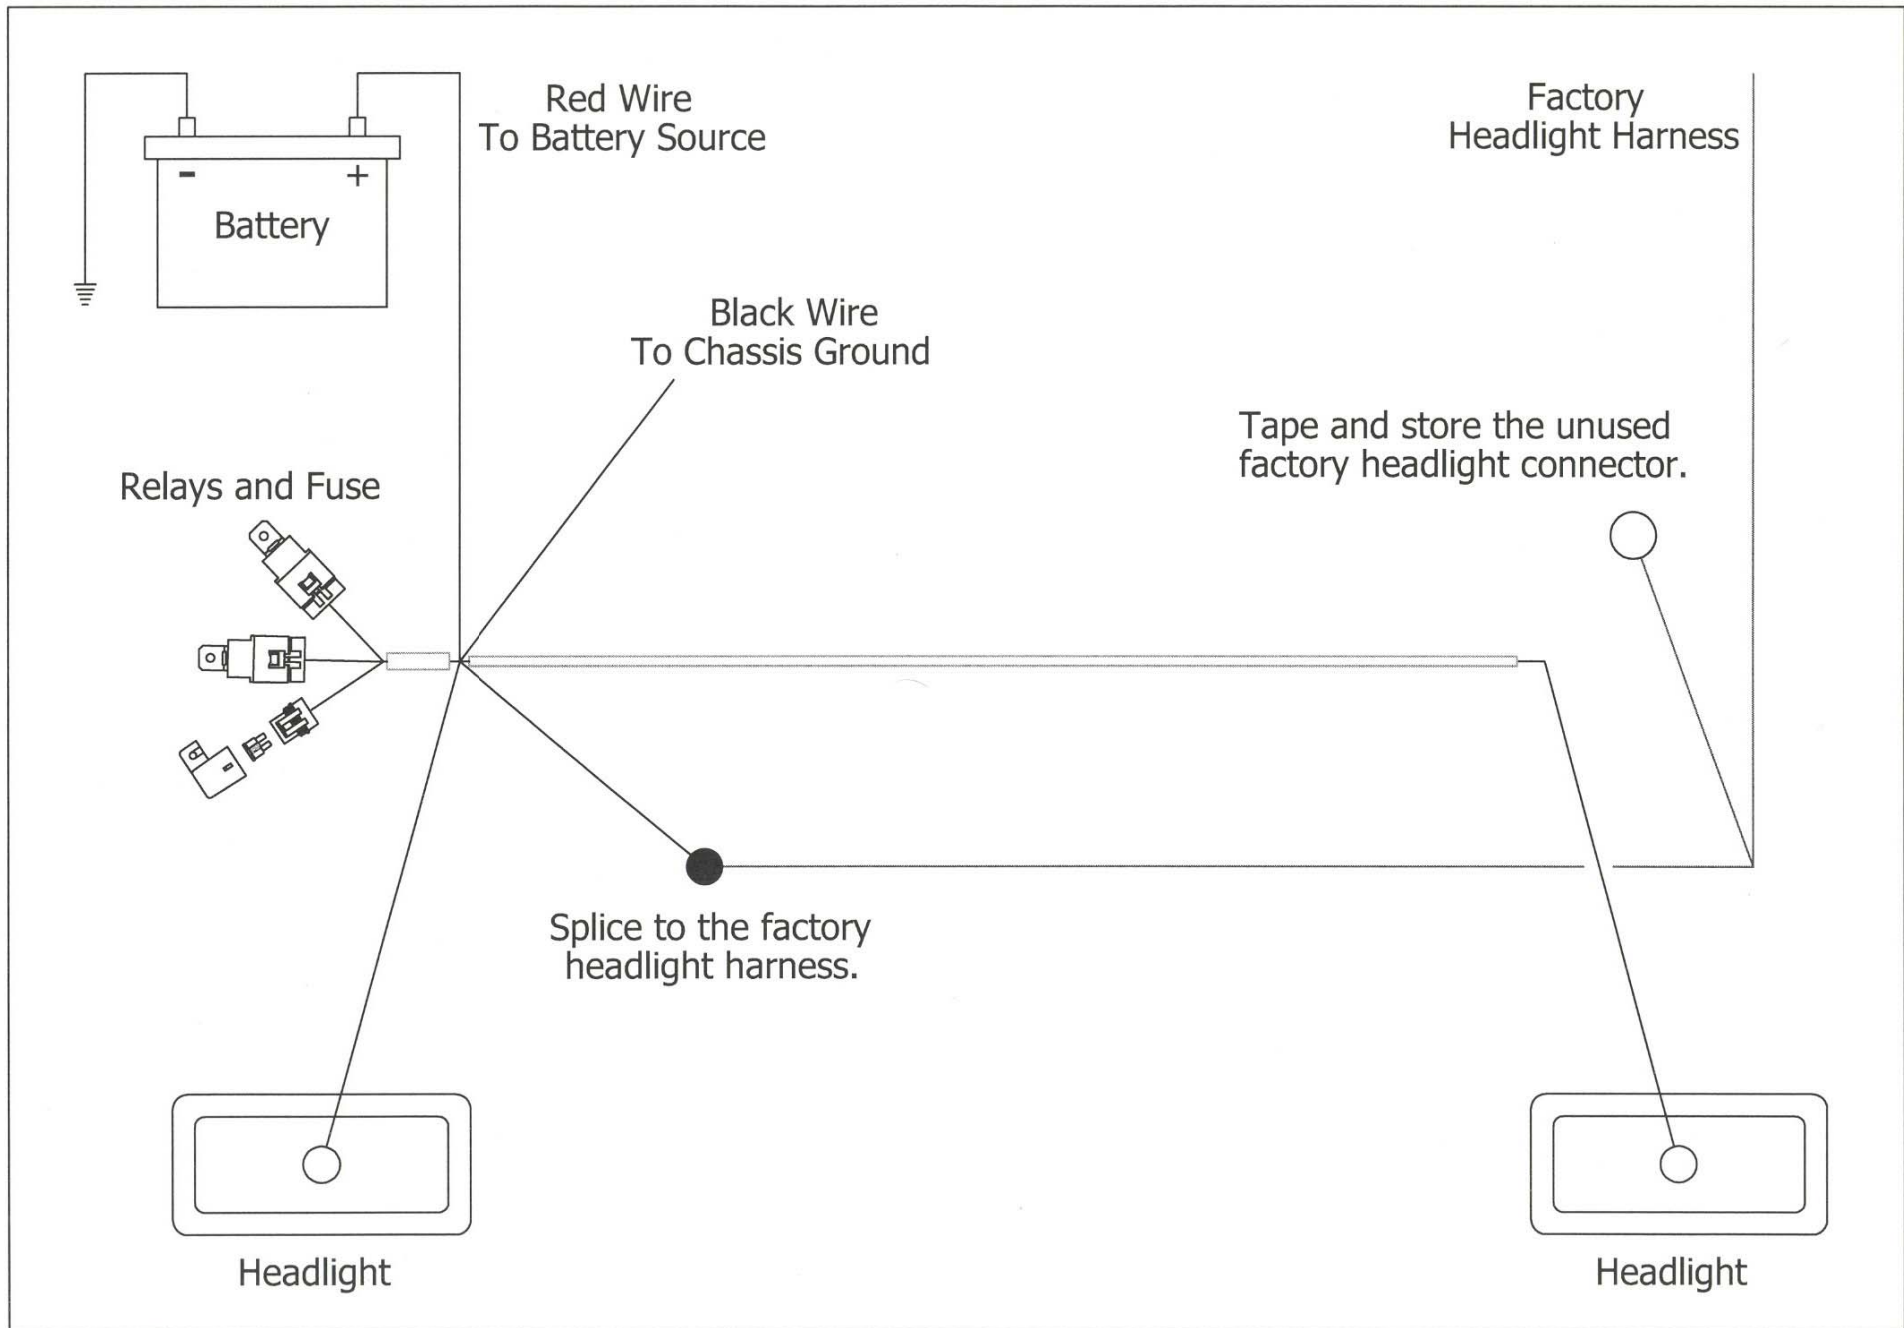 Red Wire
To Battery Source
Factory
Headlight Harness
-
+
Battery
Black Wire
To Chassis Ground
Tape and store the unused
factory headlight connector.
Relays and Fuse
Splice to the factory
headlight harness.
Headlight
Headlight